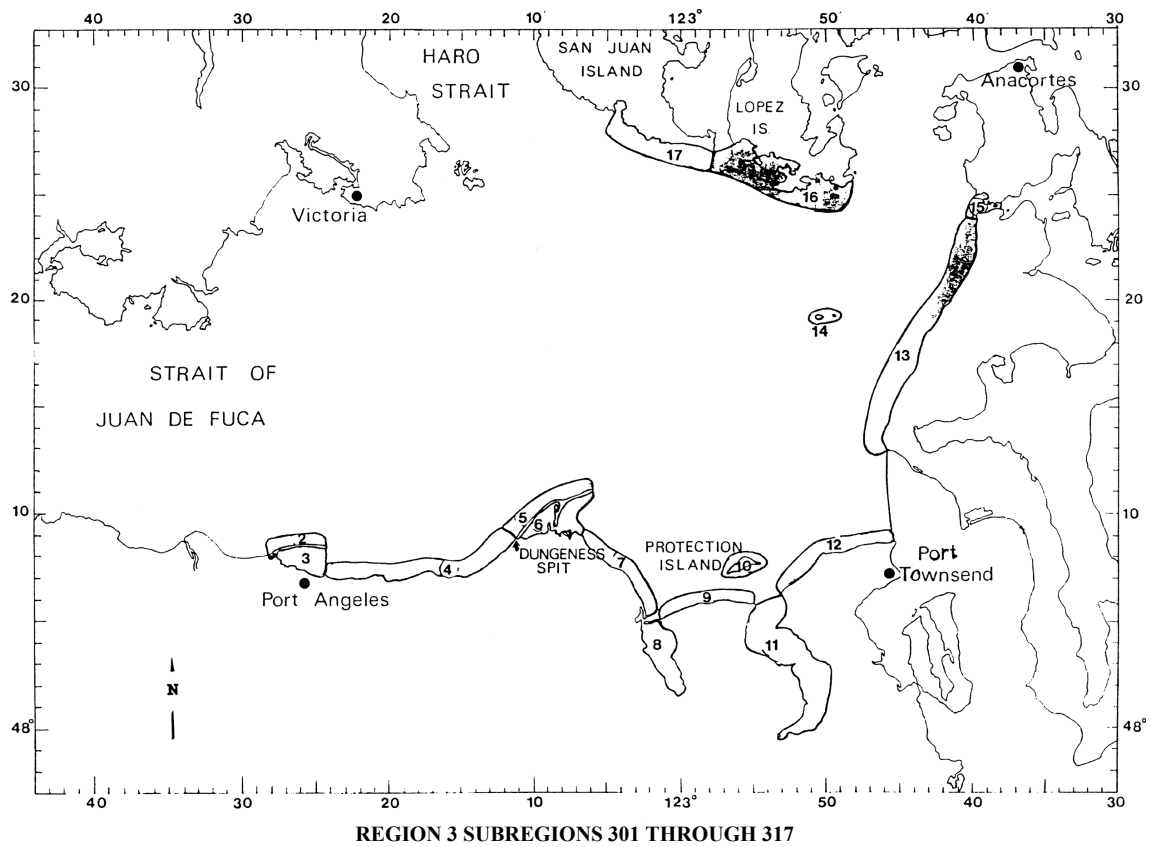 40 30 20 10′ 123° 50′ 40′ 30
HARO
STRAIT
SAN JUAN
ISLAND
LOPEZ
IS.
Anacortes
30 30
17
16
15
Victoria
20 20
14
13
STRAIT OF
JUAN DE FUCA
10 10
5
6
2
3
4
DUNGENESS
SPIT
7
PROTECTION
ISLAND
10
12
Port
Townsend
Port Angeles
9
8
11
N
48° 48°
40 30 20 10′ 123° 50′ 40′ 30
REGION 3 SUBREGIONS 301 THROUGH 317